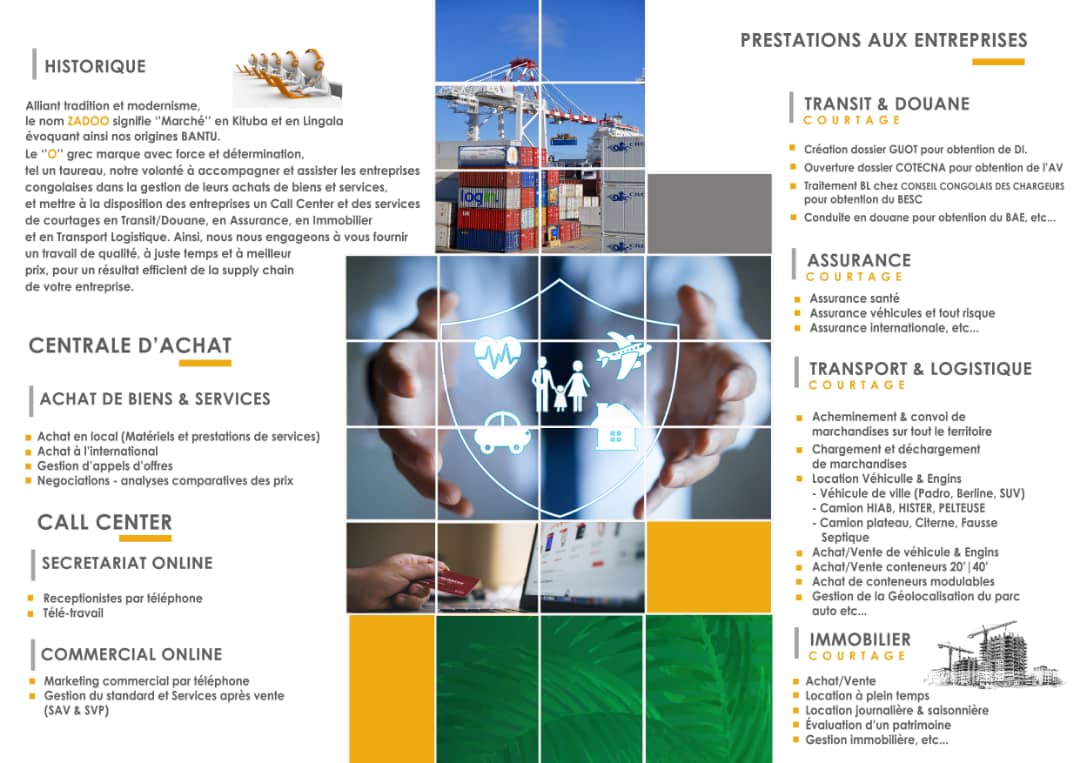 HISTORIQUE
Alliant tradition et modernisme,
le nom ZADOO signifie ‘‘Marché’’ en Kituba et en Lingala
évoquant ainsi nos origines BANTU.
Le ‘‘O’’ grec marque avec force et détermination,
tel un taureau, notre volonté à accompagner et assister les entreprises
congolaises dans la gestion de leurs achats de biens et services,
et mettre à la disposition des entreprises un Call Center et des services
de courtages en Transit/Douane, en Assurance, en Immobilier
et en Transport Logistique. Ainsi, nous nous engageons à vous fournir
un travail de qualité, à juste temps et à meilleur
prix, pour un résultat efficient de la supply chain
de votre entreprise.
CENTRALE D’ACHAT
ACHAT DE BIENS & SERVICES
Achat en local (Matériels et prestations de services)
Achat à l’international
Gestion d’appels d’offres
Negociations - analyses comparatives des prix
CALL CENTER
SECRETARIAT ONLINE
Receptionistes par téléphone
Télé-travail
COMMERCIAL ONLINE
Marketing commercial par téléphone
Gestion du standard et Services après vente
(SAV & SVP)
PRESTATIONS AUX ENTREPRISES
TRANSIT & DOUANE
COURTAGE
Création dossier GUOT pour obtention de DI.
Ouverture dossier COTECNA pour obtention de l’AV
Traitement BL chez CONSEIL CONGOLAIS DES CHARGEURS
pour obtention du BESC
Conduite en douane pour obtention du BAE, etc...
ASSURANCE
COURTAGE
Assurance santé
Assurance véhicules et tout risque
Assurance internationale, etc...
TRANSPORT & LOGISTIQUE
COURTAGE
Acheminement & convoi de
marchandises sur tout le territoire
Chargement et déchargement
de marchandises
Location Véhiculle & Engins
- Véhicule de ville (Padro, Berline, SUV)
- Camion HIAB, HISTER, PELTEUSE
- Camion plateau, Citerne, Fausse
Septique
Achat/Vente de véhicule & Engins
Achat/Vente conteneurs 20’|40’
Achat de conteneurs modulables
Gestion de la Géolocalisation du parc
auto etc...
IMMOBILIER
COURTAGE
Achat/Vente
Location à plein temps
Location journalière & saisonnière
Évaluation d’un patrimoine
Gestion immobilière, etc...